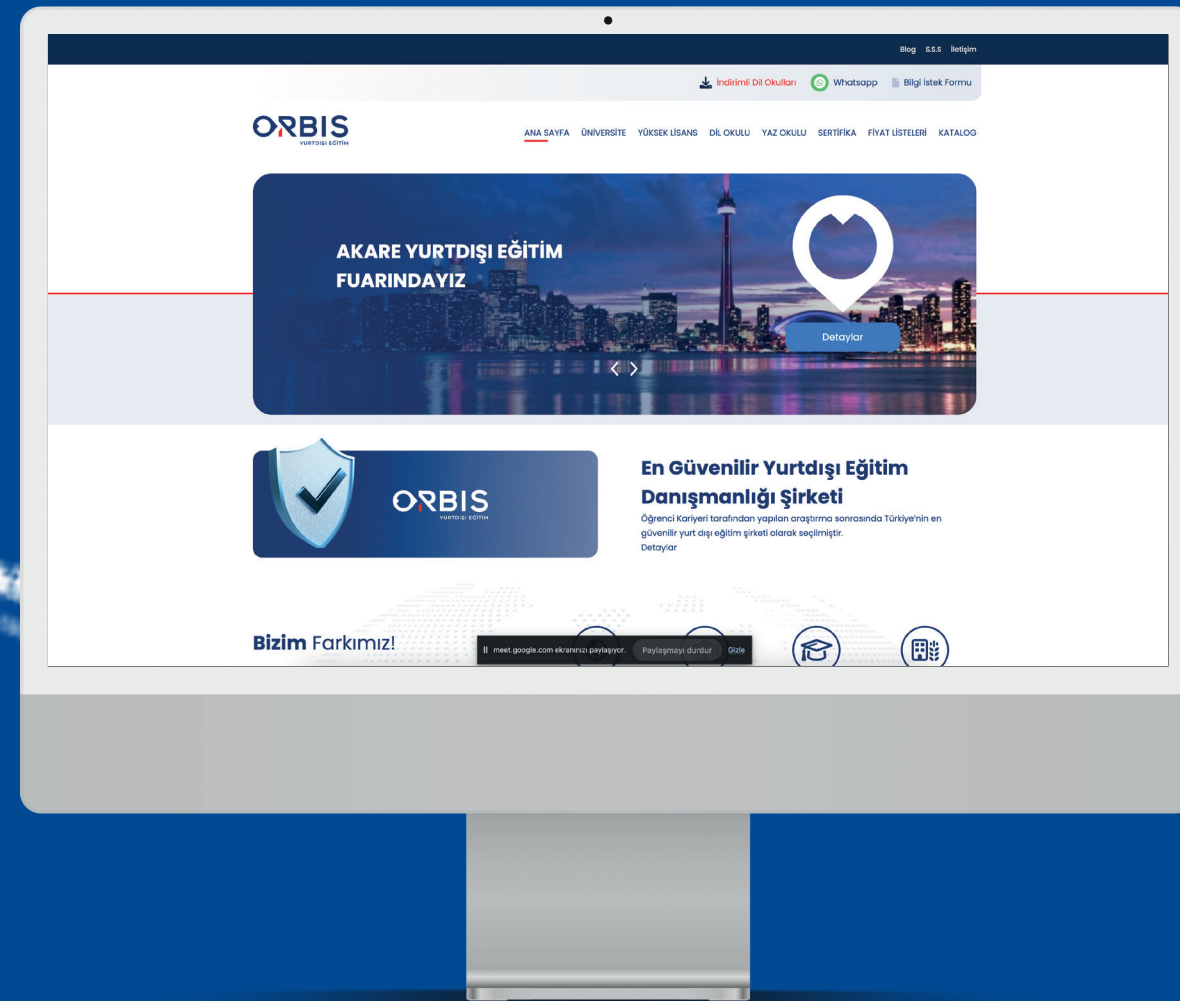 Blog S.S.S İletişim
İndirimli Dil Okulları Whatsapp Bilgi İstek Formu
ORBIS
YURTDIŞI EĞİTİM
ANA SAYFA ÜNİVERSİTE YÜKSEK LİSANS DİL OKULU YAZ OKULU SERTİFİKA FİYAT LİSTELERİ KATALOG
AKARE YURTDIŞI EĞİTİM
FUARINDAYIZ
Detaylar
ORBIS
YURTDIŞI EĞİTİM
En Güvenilir Yurtdışı Eğitim
Danışmanlığı Şirketi
Öğrenci Kariyeri tarafından yapılan araştırma sonrasında Türkiye'nin en
güvenilir yurt dışı eğitim şirketi olarak seçilmiştir.
Detaylar
Bizim Farkımız!
meet.google.com ekranınızı paylaşıyor. Paylaşmayı durdur Gizle